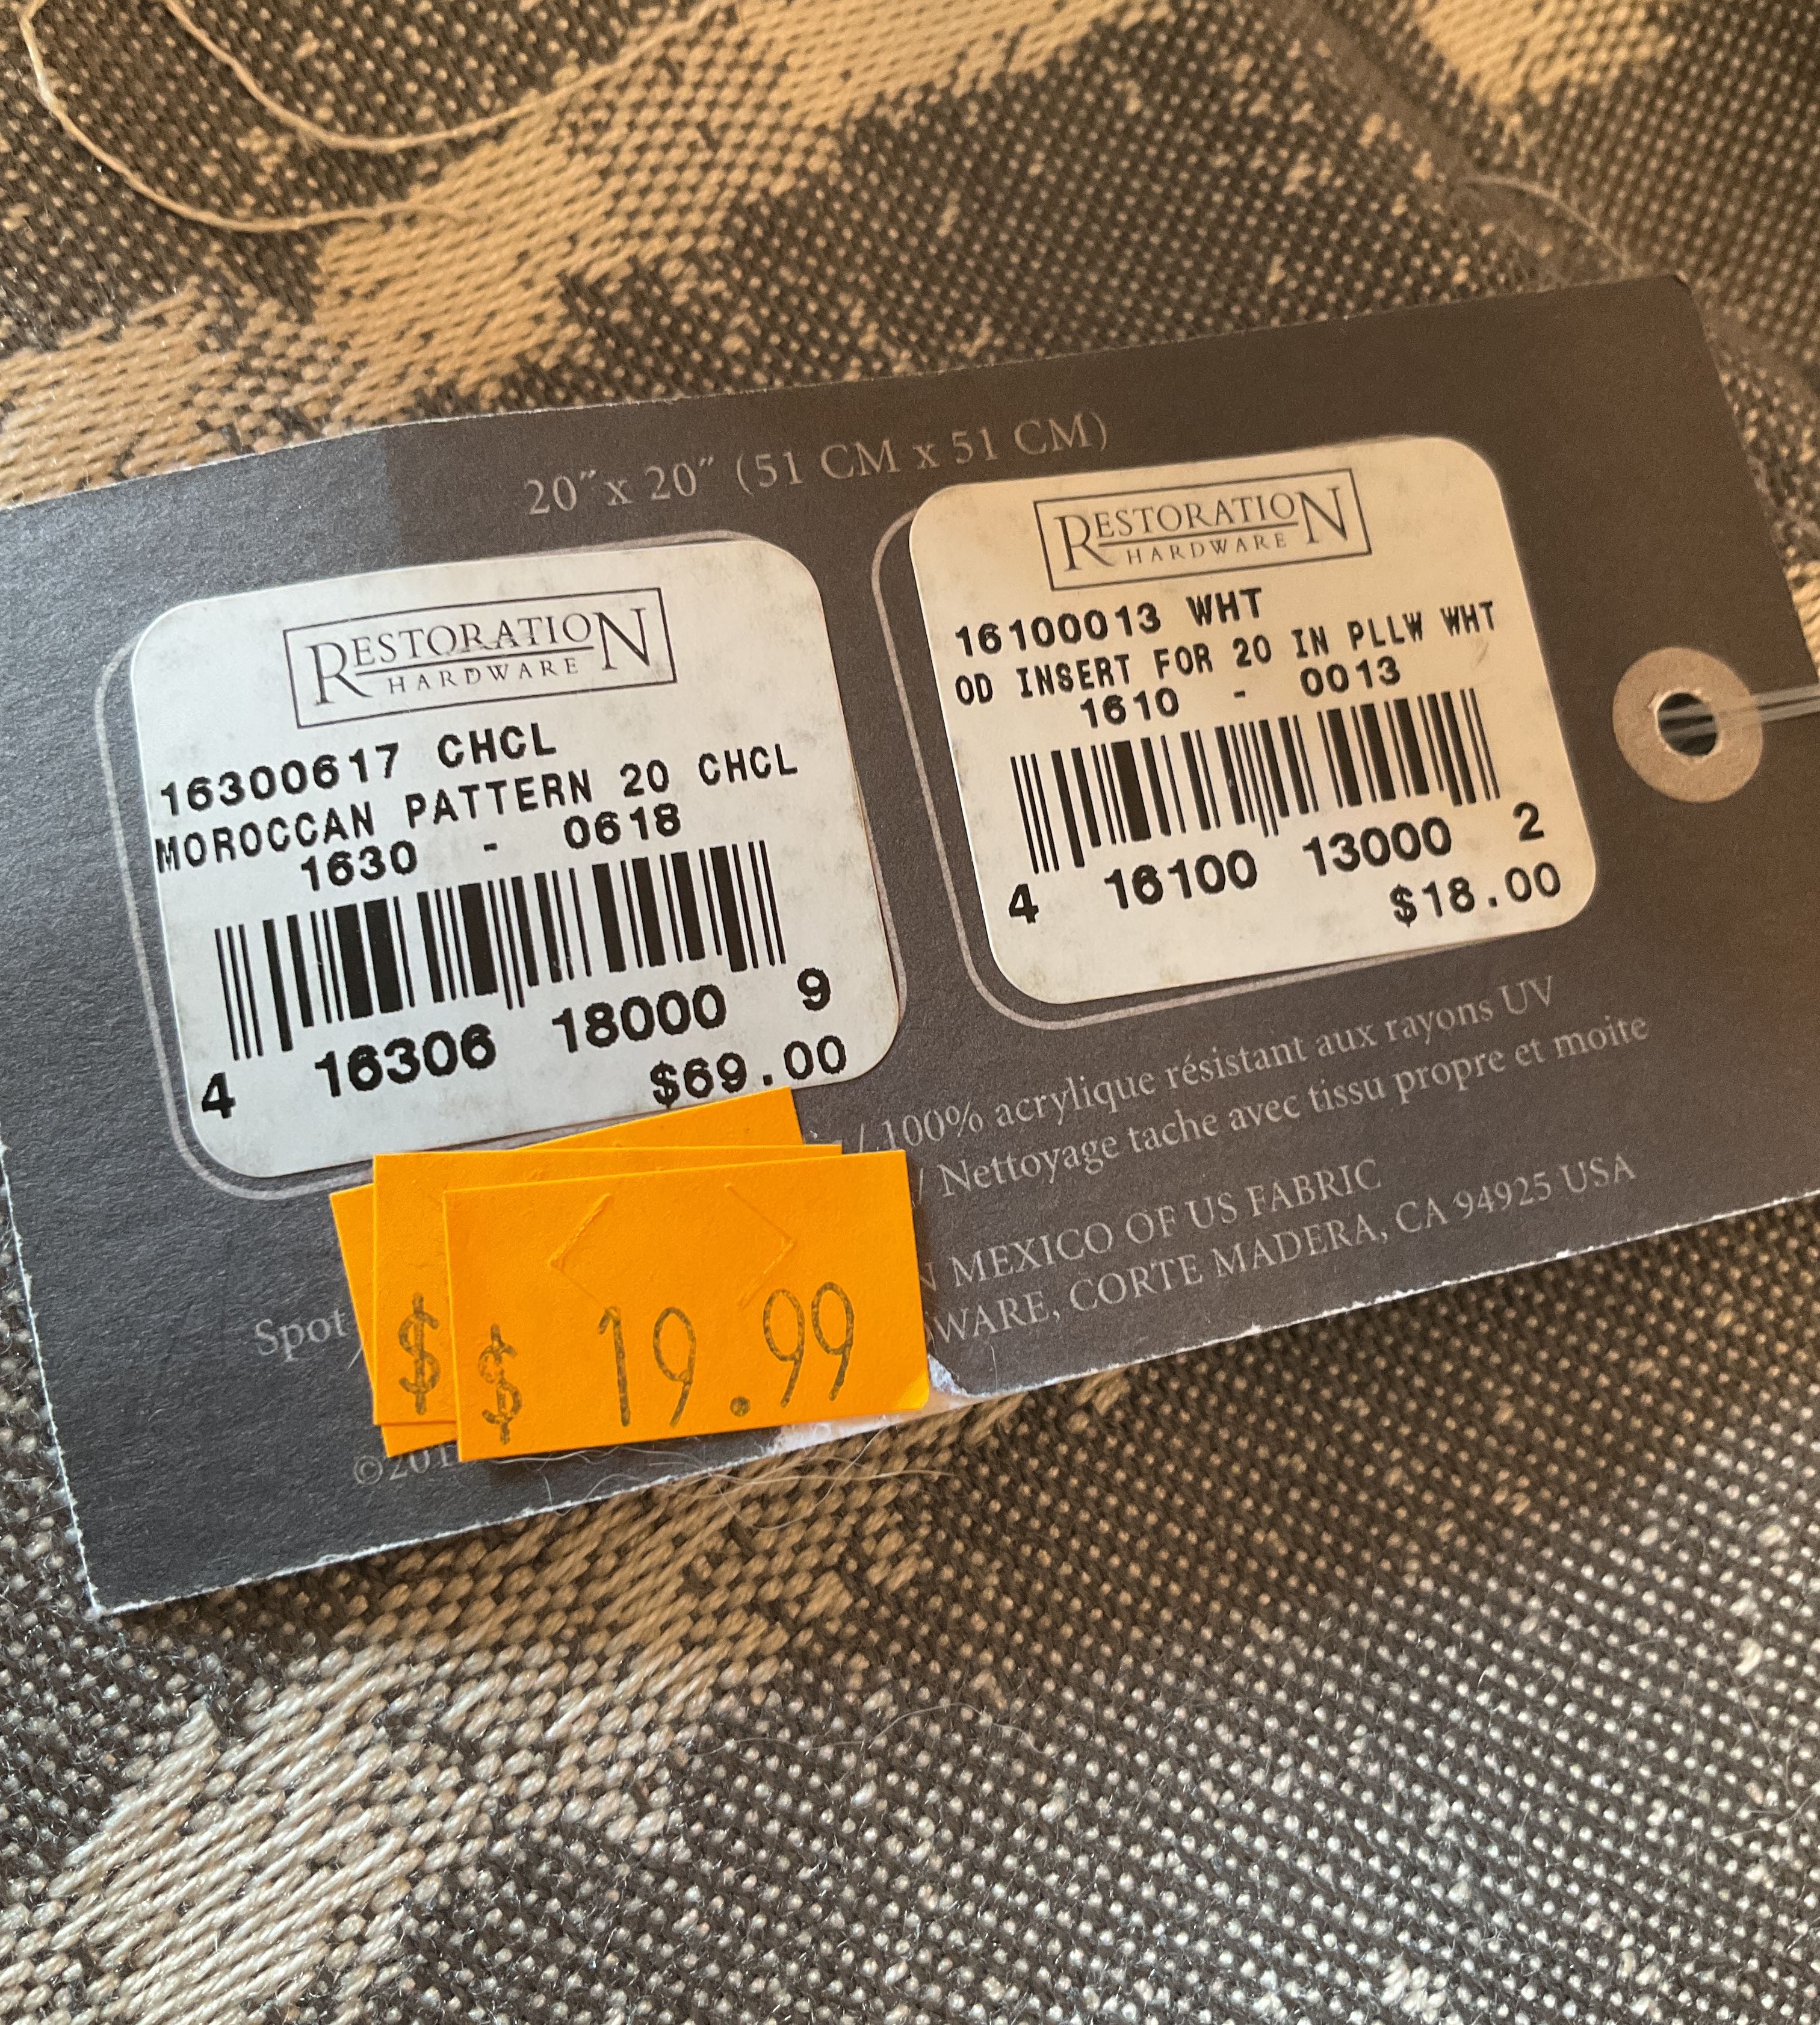 20″ x 20″ (51 CM x 51 CM)
RESTORATION
HARDWARE
16300617 CHCL
MOROCCAN PATTERN 20 CHCL
1630 - 0618
4 16306 18000 9
$69.00
RESTORATION
HARDWARE
16100013 WHT
OD INSERT FOR 20 IN PLLW WHT
1610 - 0013
4 16100 13000 2
$18.00
/ 100% acrylique résistant aux rayons UV
Spot / Nettoyage tache avec tissu propre et moite
MEXICO OF US FABRIC
CORTE MADERA, CA 94925 USA
$
$ 19.99